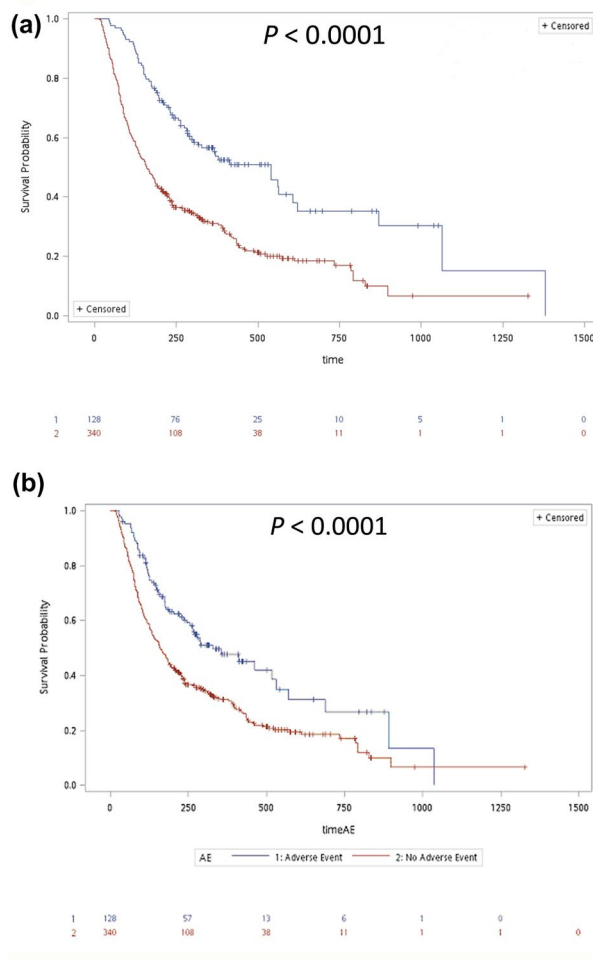 (a)
P < 0.0001
+ Censored
1.0
0.8
0.6
0.4
0.2
0.0
Survival Probability
+ Censored
0 250 500 750 1000 1250 1500
time
1 128 76 25 10 5 1 0
2 340 108 38 11 1 1 0
(b)
P < 0.0001
+ Censored
1.0
0.8
0.6
0.4
0.2
0.0
Survival Probability
0 250 500 750 1000 1250 1500
timeAE
AE 1: Adverse Event 2: No Adverse Event
1 128 57 13 6 1 0
2 340 108 38 11 1 1 0